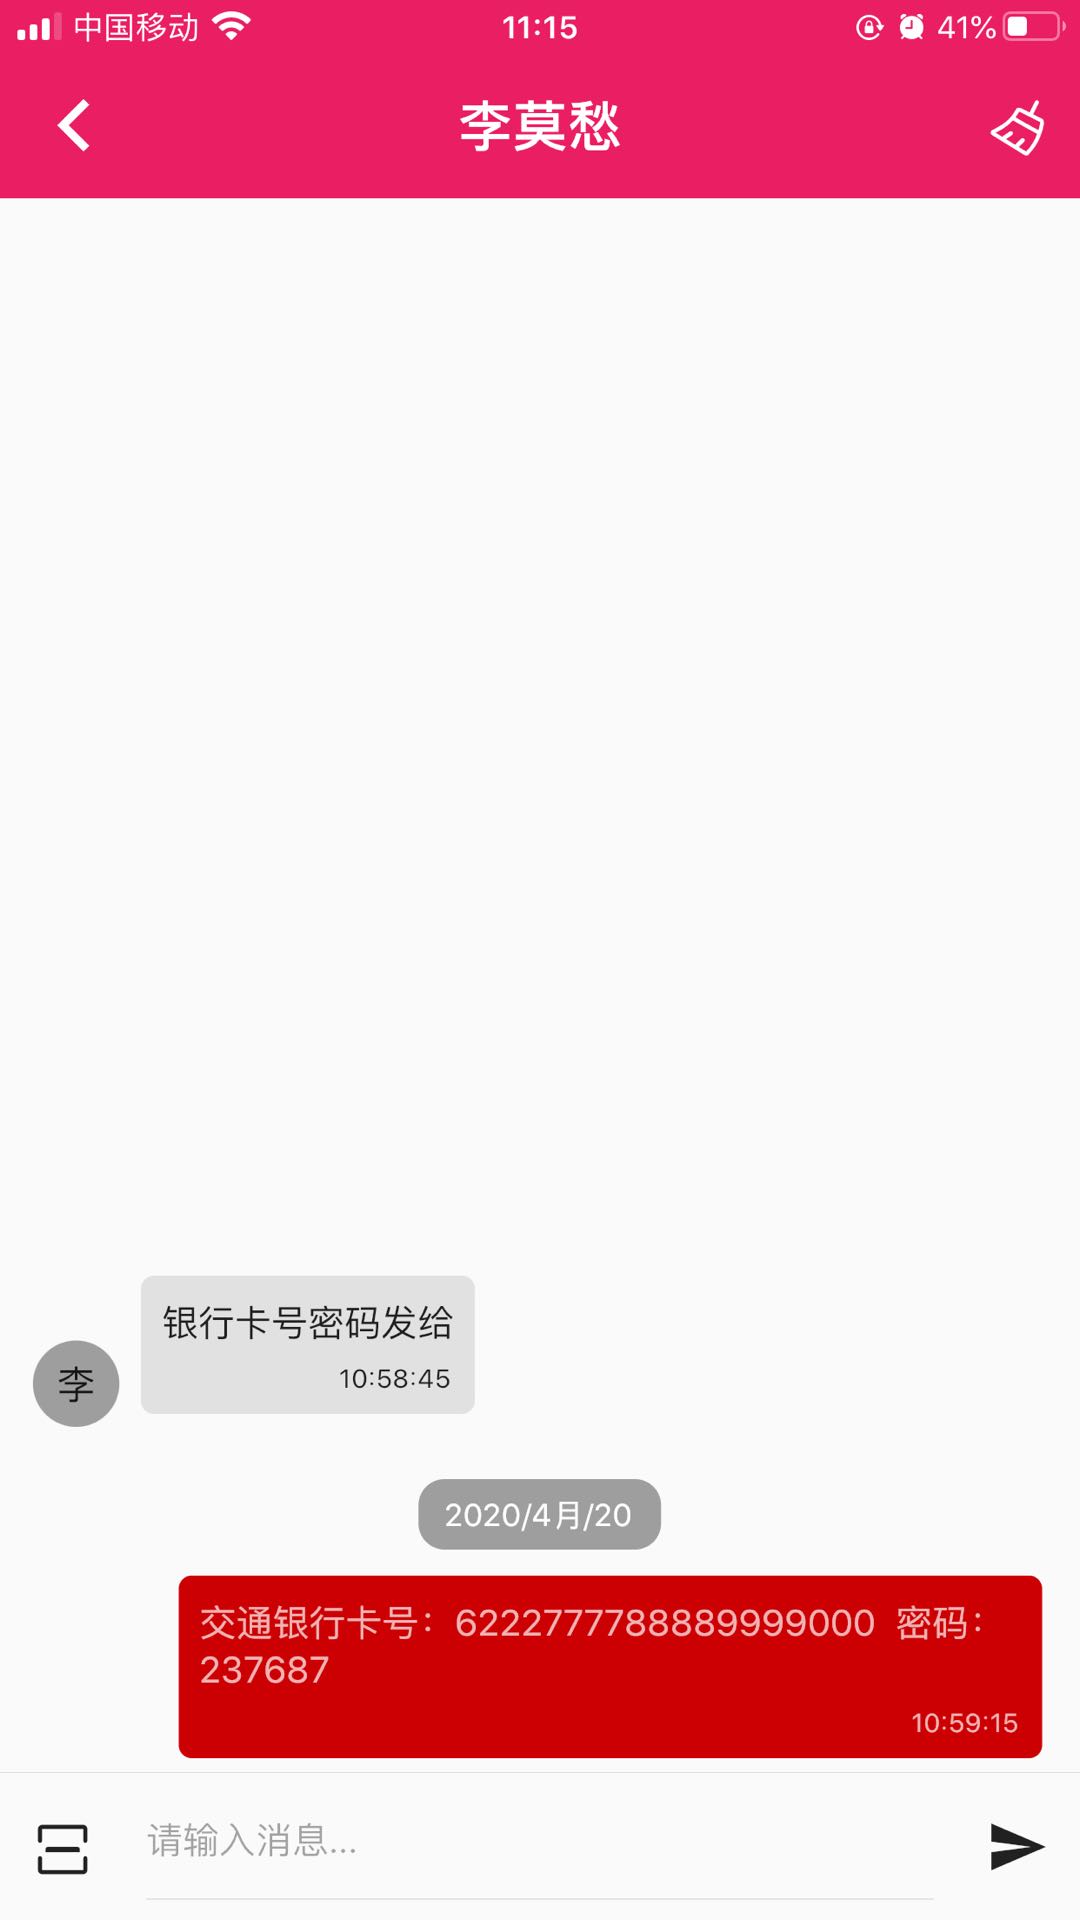 中国移动 11:15 41%
李莫愁
银行卡号密码发给
10:58:45
李
2020/4月/20
交通银行卡号：6222777788889999000 密码：
237687
10:59:15
请输入消息...